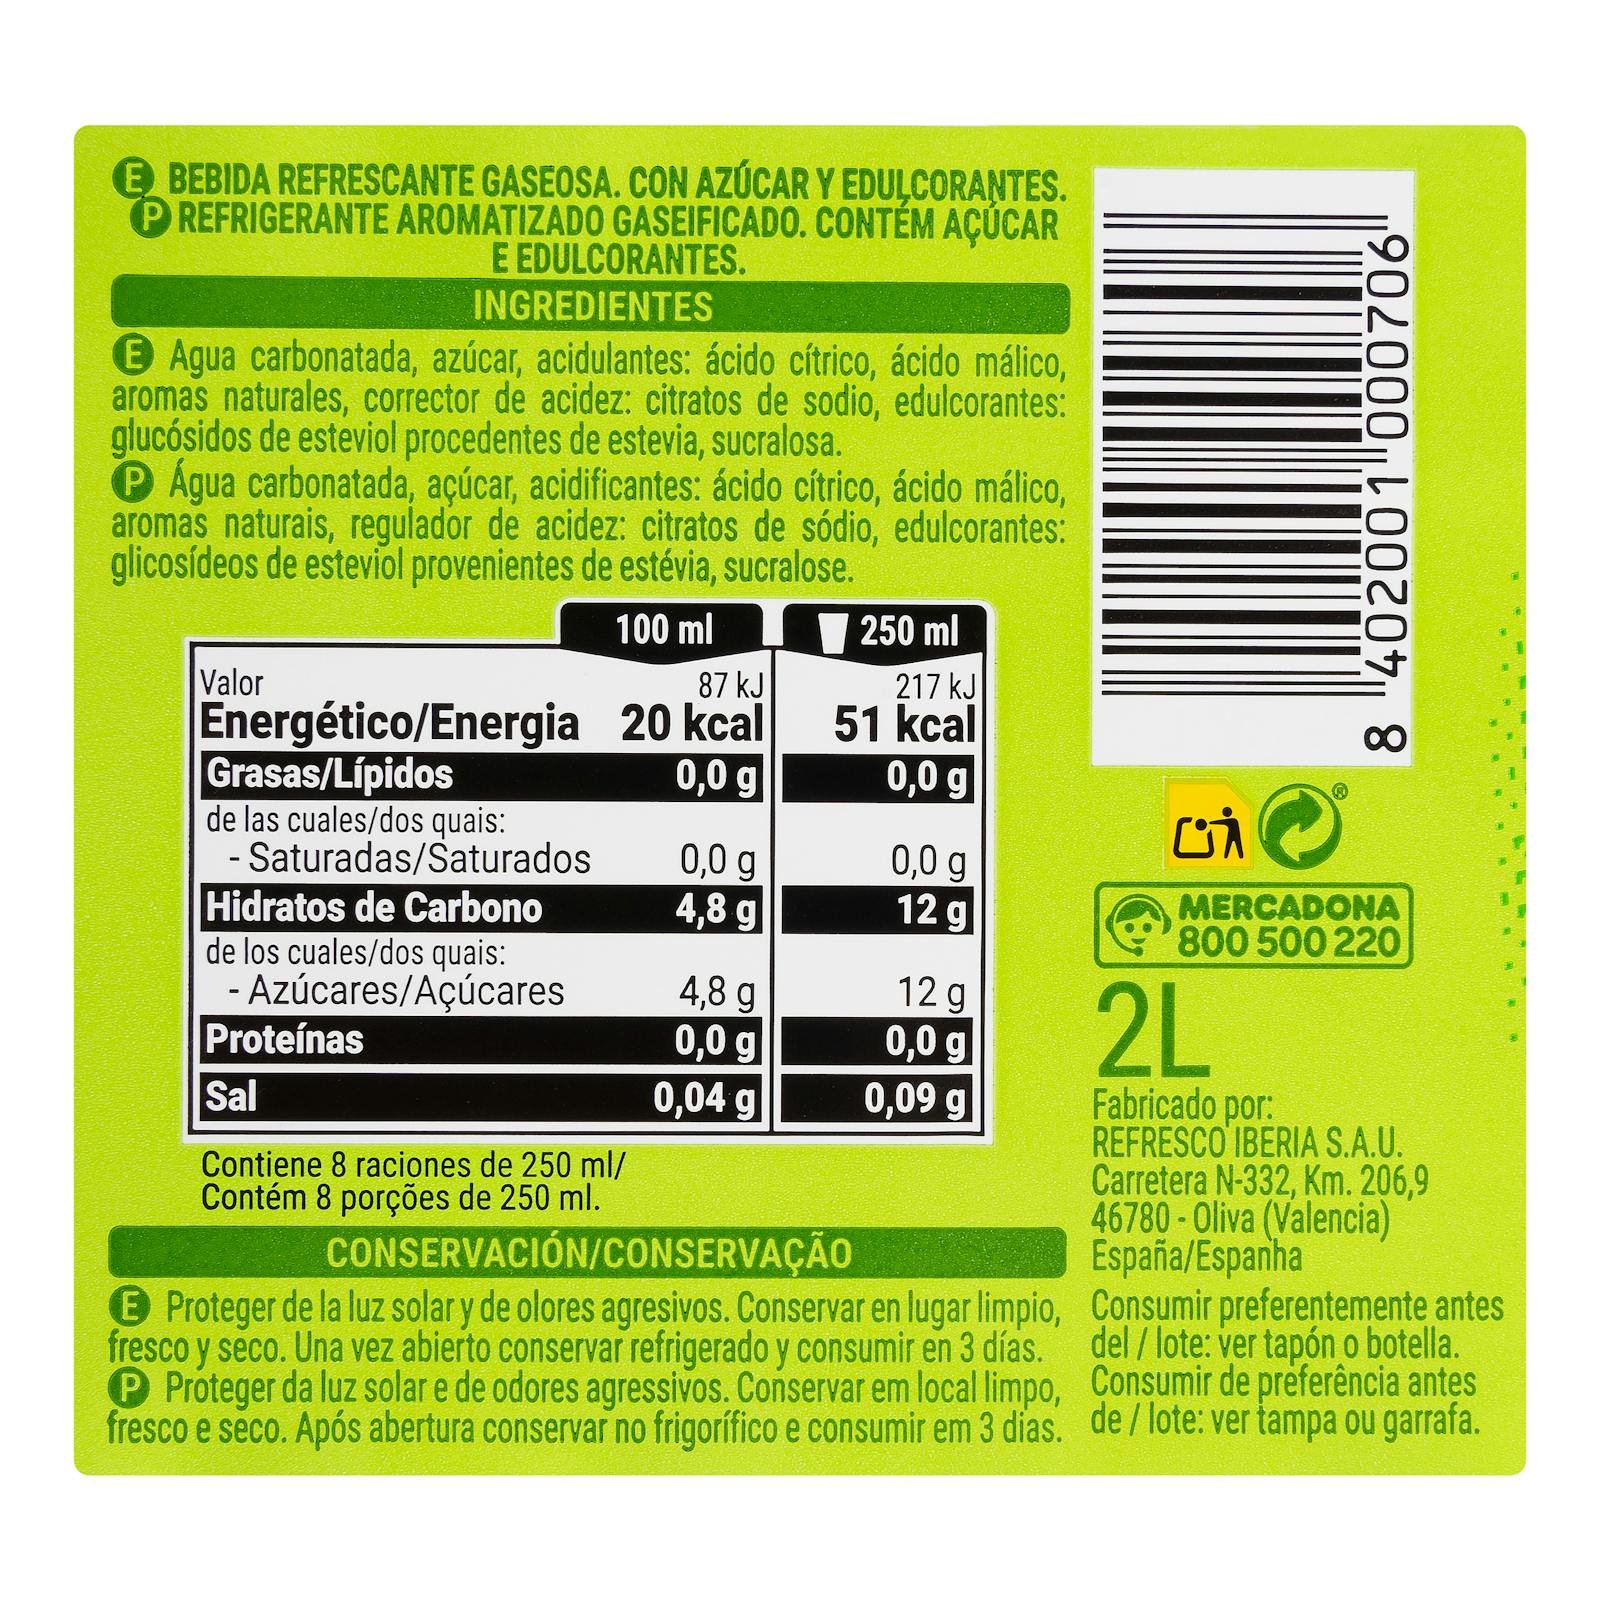 E BEBIDA REFRESCANTE GASEOSA. CON AZÚCAR Y EDULCORANTES.
P REFRIGERANTE AROMATIZADO GASEIFICADO. CONTÉM AÇÚCAR
E EDULCORANTES.
INGREDIENTES
E Agua carbonatada, azúcar, acidulantes: ácido cítrico, ácido málico,
aromas naturales, corrector de acidez: citratos de sodio, edulcorantes:
glucósidos de esteviol procedentes de estevia, sucralosa.
P Água carbonatada, açúcar, acidificantes: ácido cítrico, ácido málico,
aromas naturais, regulador de acidez: citratos de sódio, edulcorantes:
glicosídeos de esteviol provenientes de estévia, sucralose.
100 ml 250 ml
Valor 87 kJ 217 kJ
Energético/Energia 20 kcal 51 kcal
Grasas/Lípidos 0,0 g 0,0 g
de las cuales/dos quais:
- Saturadas/Saturados 0,0 g 0,0 g
Hidratos de Carbono 4,8 g 12 g
de los cuales/dos quais:
- Azúcares/Açúcares 4,8 g 12 g
Proteínas 0,0 g 0,0 g
Sal 0,04 g 0,09 g
Contiene 8 raciones de 250 ml/
Contém 8 porções de 250 ml.
CONSERVACIÓN/CONSERVAÇÃO
E Proteger de la luz solar y de olores agresivos. Conservar en lugar limpio,
fresco y seco. Una vez abierto conservar refrigerado y consumir en 3 días.
P Proteger da luz solar e de odores agressivos. Conservar em local limpo,
fresco e seco. Após abertura conservar no frigorífico e consumir em 3 dias.
8 402001 000706
®
MERCADONA
800 500 220
2L
Fabricado por:
REFRESCO IBERIA S.A.U.
Carretera N-332, Km. 206,9
46780 - Oliva (Valencia)
España/Espanha
Consumir preferentemente antes
del / lote: ver tapón o botella.
Consumir de preferência antes
de / lote: ver tampa ou garrafa.